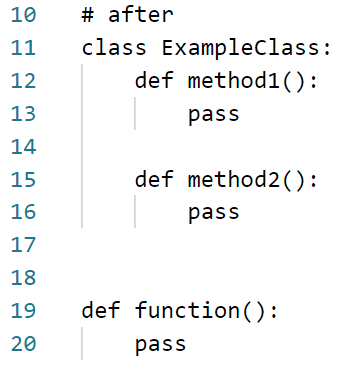 10 # after
11 class ExampleClass:
12     def method1():
13         pass
14
15     def method2():
16         pass
17
18
19 def function():
20     pass